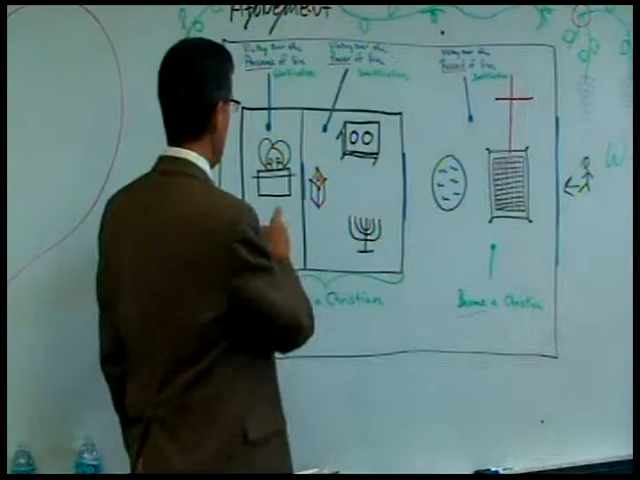 Atonement
Victory over the
Presence of Sin
Glorification
Victory over the
Power of Sin
Sanctification
Victory over the
Penalty of Sin
Justification
a Christian
Become a Christian
W